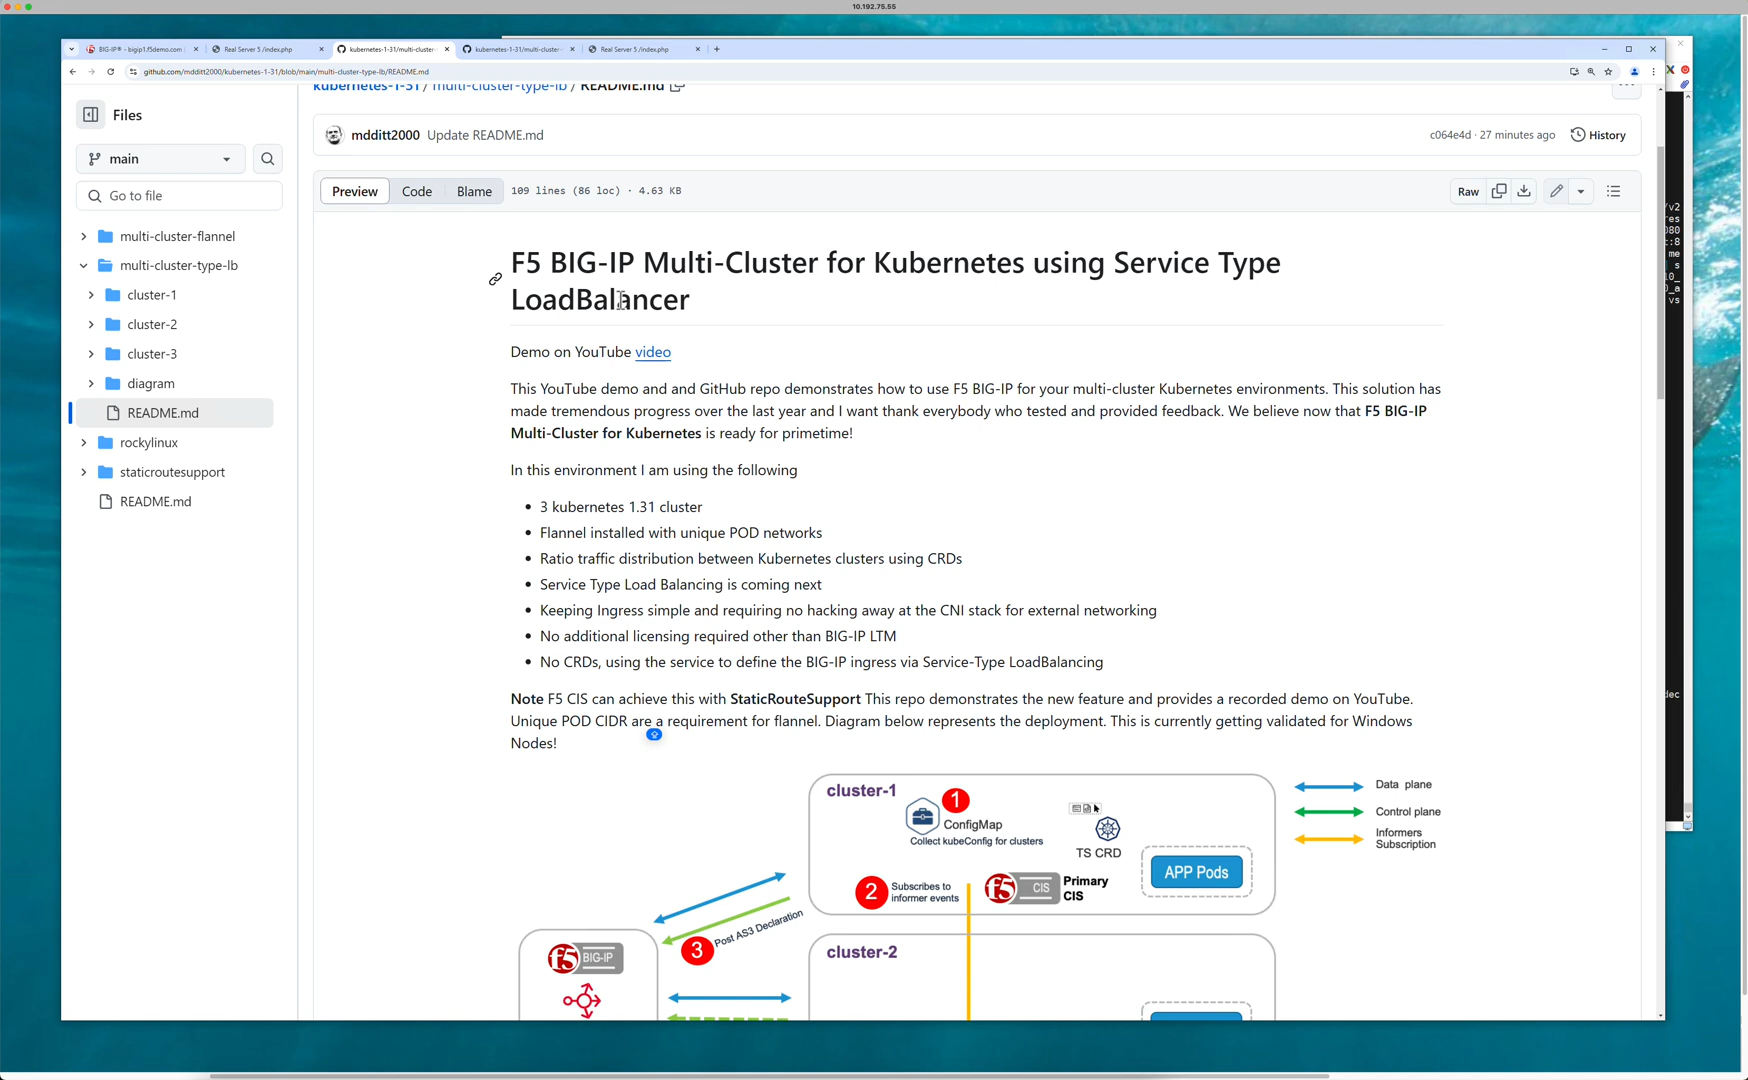 10.192.75.55
BIG-IP® - bigip1.f5demo.com
Real Server 5 /index.php
kubernetes-1-31/multi-cluster-
kubernetes-1-31/multi-cluster-
Real Server 5 /index.php
github.com/mdditt2000/kubernetes-1-31/blob/main/multi-cluster-type-lb/README.md
Files
main
Go to file
multi-cluster-flannel
multi-cluster-type-lb
cluster-1
cluster-2
cluster-3
diagram
README.md
rockylinux
staticroutesupport
README.md
kubernetes-1-31 / multi-cluster-type-lb / README.md
mdditt2000 Update README.md
c064e4d · 27 minutes ago
History
Preview
Code
Blame
109 lines (86 loc) · 4.63 KB
Raw
F5 BIG-IP Multi-Cluster for Kubernetes using Service Type
LoadBalancer
Demo on YouTube video
This YouTube demo and and GitHub repo demonstrates how to use F5 BIG-IP for your multi-cluster Kubernetes environments. This solution has
made tremendous progress over the last year and I want thank everybody who tested and provided feedback. We believe now that F5 BIG-IP
Multi-Cluster for Kubernetes is ready for primetime!
In this environment I am using the following
• 3 kubernetes 1.31 cluster
• Flannel installed with unique POD networks
• Ratio traffic distribution between Kubernetes clusters using CRDs
• Service Type Load Balancing is coming next
• Keeping Ingress simple and requiring no hacking away at the CNI stack for external networking
• No additional licensing required other than BIG-IP LTM
• No CRDs, using the service to define the BIG-IP ingress via Service-Type LoadBalancing
Note F5 CIS can achieve this with StaticRouteSupport This repo demonstrates the new feature and provides a recorded demo on YouTube.
Unique POD CIDR are a requirement for flannel. Diagram below represents the deployment. This is currently getting validated for Windows
Nodes!
cluster-1
1
ConfigMap
Collect kubeConfig for clusters
TS CRD
APP Pods
2
Subscribes to
informer events
f5
CIS
Primary
CIS
Data plane
Control plane
Informers
Subscription
3
Post AS3 Declaration
f5
BIG-IP
cluster-2
/v2
res
080
:8
me
s
vs
dec